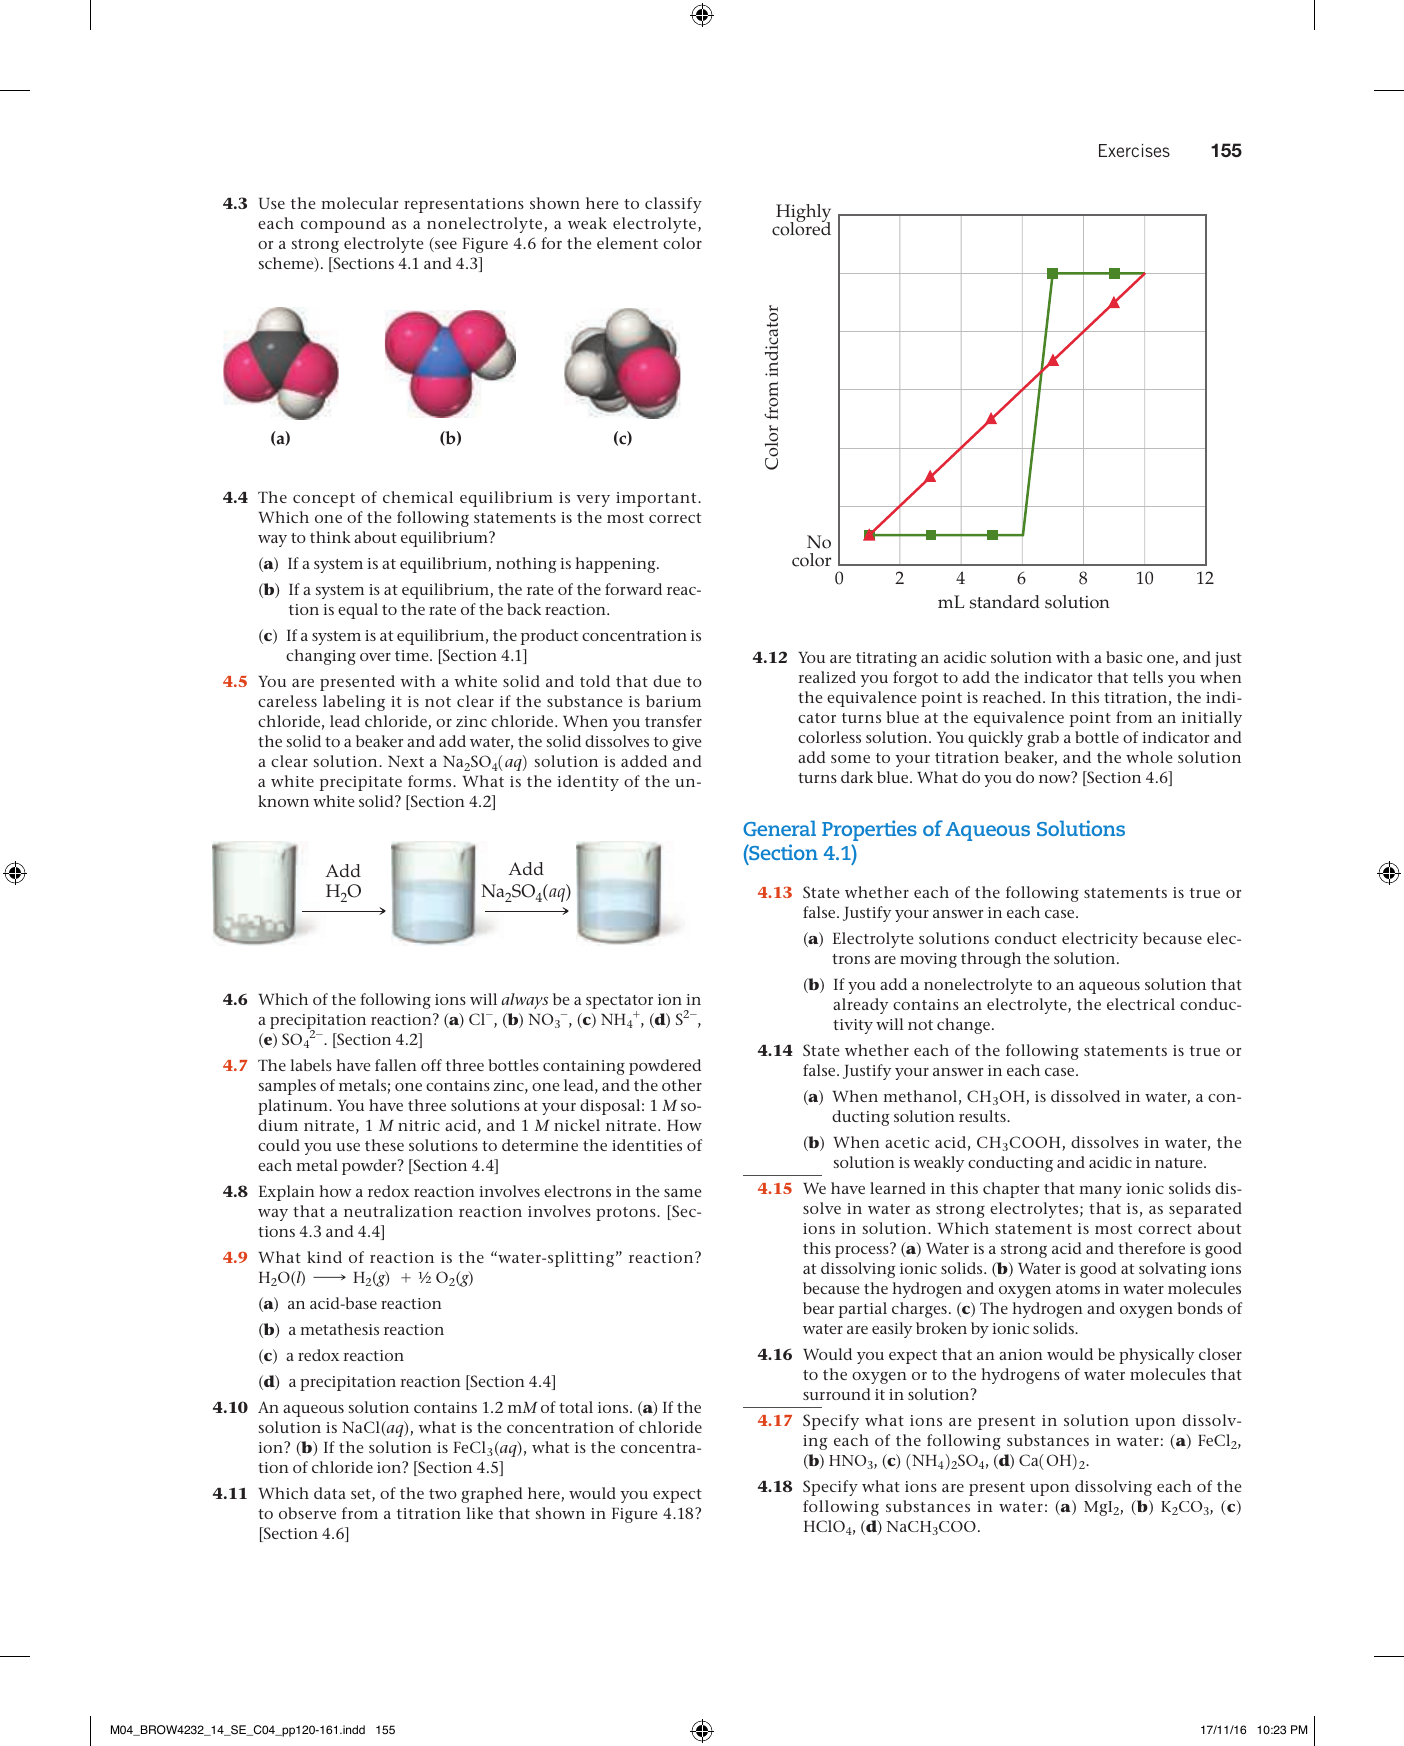 Exercises 155
4.3 Use the molecular representations shown here to classify
each compound as a nonelectrolyte, a weak electrolyte,
or a strong electrolyte (see Figure 4.6 for the element color
scheme). [Sections 4.1 and 4.3]
(a) (b) (c)
4.4 The concept of chemical equilibrium is very important.
Which one of the following statements is the most correct
way to think about equilibrium?
(a) If a system is at equilibrium, nothing is happening.
(b) If a system is at equilibrium, the rate of the forward reac-
tion is equal to the rate of the back reaction.
(c) If a system is at equilibrium, the product concentration is
changing over time. [Section 4.1]
4.5 You are presented with a white solid and told that due to
careless labeling it is not clear if the substance is barium
chloride, lead chloride, or zinc chloride. When you transfer
the solid to a beaker and add water, the solid dissolves to give
a clear solution. Next a Na₂SO₄(aq) solution is added and
a white precipitate forms. What is the identity of the un-
known white solid? [Section 4.2]
Add
H₂O
Add
Na₂SO₄(aq)
4.6 Which of the following ions will always be a spectator ion in
a precipitation reaction? (a) Cl⁻, (b) NO₃⁻, (c) NH₄⁺, (d) S²⁻,
(e) SO₄²⁻. [Section 4.2]
4.7 The labels have fallen off three bottles containing powdered
samples of metals; one contains zinc, one lead, and the other
platinum. You have three solutions at your disposal: 1 M so-
dium nitrate, 1 M nitric acid, and 1 M nickel nitrate. How
could you use these solutions to determine the identities of
each metal powder? [Section 4.4]
4.8 Explain how a redox reaction involves electrons in the same
way that a neutralization reaction involves protons. [Sec-
tions 4.3 and 4.4]
4.9 What kind of reaction is the “water-splitting” reaction?
H₂O(l) ⟶ H₂(g) + ½ O₂(g)
(a) an acid-base reaction
(b) a metathesis reaction
(c) a redox reaction
(d) a precipitation reaction [Section 4.4]
4.10 An aqueous solution contains 1.2 mM of total ions. (a) If the
solution is NaCl(aq), what is the concentration of chloride
ion? (b) If the solution is FeCl₃(aq), what is the concentra-
tion of chloride ion? [Section 4.5]
4.11 Which data set, of the two graphed here, would you expect
to observe from a titration like that shown in Figure 4.18?
[Section 4.6]
Highly
colored
Color from indicator
No
color
0 2 4 6 8 10 12
mL standard solution
4.12 You are titrating an acidic solution with a basic one, and just
realized you forgot to add the indicator that tells you when
the equivalence point is reached. In this titration, the indi-
cator turns blue at the equivalence point from an initially
colorless solution. You quickly grab a bottle of indicator and
add some to your titration beaker, and the whole solution
turns dark blue. What do you do now? [Section 4.6]
General Properties of Aqueous Solutions
(Section 4.1)
4.13 State whether each of the following statements is true or
false. Justify your answer in each case.
(a) Electrolyte solutions conduct electricity because elec-
trons are moving through the solution.
(b) If you add a nonelectrolyte to an aqueous solution that
already contains an electrolyte, the electrical conduc-
tivity will not change.
4.14 State whether each of the following statements is true or
false. Justify your answer in each case.
(a) When methanol, CH₃OH, is dissolved in water, a con-
ducting solution results.
(b) When acetic acid, CH₃COOH, dissolves in water, the
solution is weakly conducting and acidic in nature.
4.15 We have learned in this chapter that many ionic solids dis-
solve in water as strong electrolytes; that is, as separated
ions in solution. Which statement is most correct about
this process? (a) Water is a strong acid and therefore is good
at dissolving ionic solids. (b) Water is good at solvating ions
because the hydrogen and oxygen atoms in water molecules
bear partial charges. (c) The hydrogen and oxygen bonds of
water are easily broken by ionic solids.
4.16 Would you expect that an anion would be physically closer
to the oxygen or to the hydrogens of water molecules that
surround it in solution?
4.17 Specify what ions are present in solution upon dissolv-
ing each of the following substances in water: (a) FeCl₂,
(b) HNO₃, (c) (NH₄)₂SO₄, (d) Ca(OH)₂.
4.18 Specify what ions are present upon dissolving each of the
following substances in water: (a) MgI₂, (b) K₂CO₃, (c)
HClO₄, (d) NaCH₃COO.
M04_BROW4232_14_SE_C04_pp120-161.indd 155 17/11/16 10:23 PM